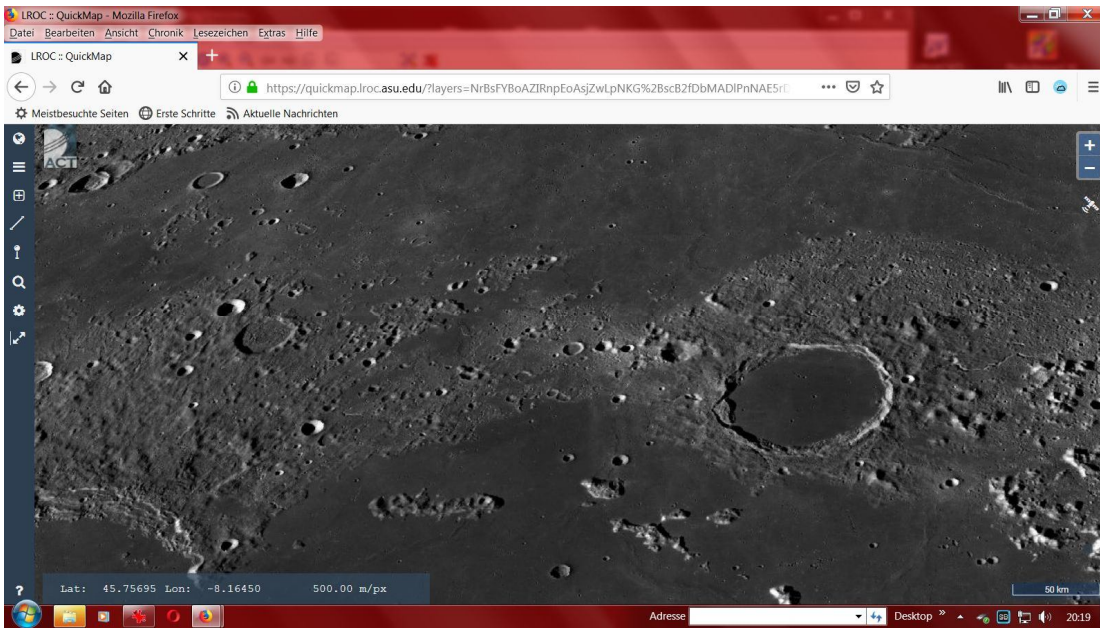 LROC :: QuickMap - Mozilla Firefox
Datei Bearbeiten Ansicht Chronik Lesezeichen Extras Hilfe
LROC :: QuickMap
https://quickmap.lroc.asu.edu/?layers=NrBsFYBoAZIRnpEoAsjZwLpNKG%2BscB2fDbMADlPnNAE5r
Meistbesuchte Seiten Erste Schritte Aktuelle Nachrichten
ACT
Lat: 45.75695 Lon: -8.16450 500.00 m/px
50 km
Adresse Desktop » 20:19